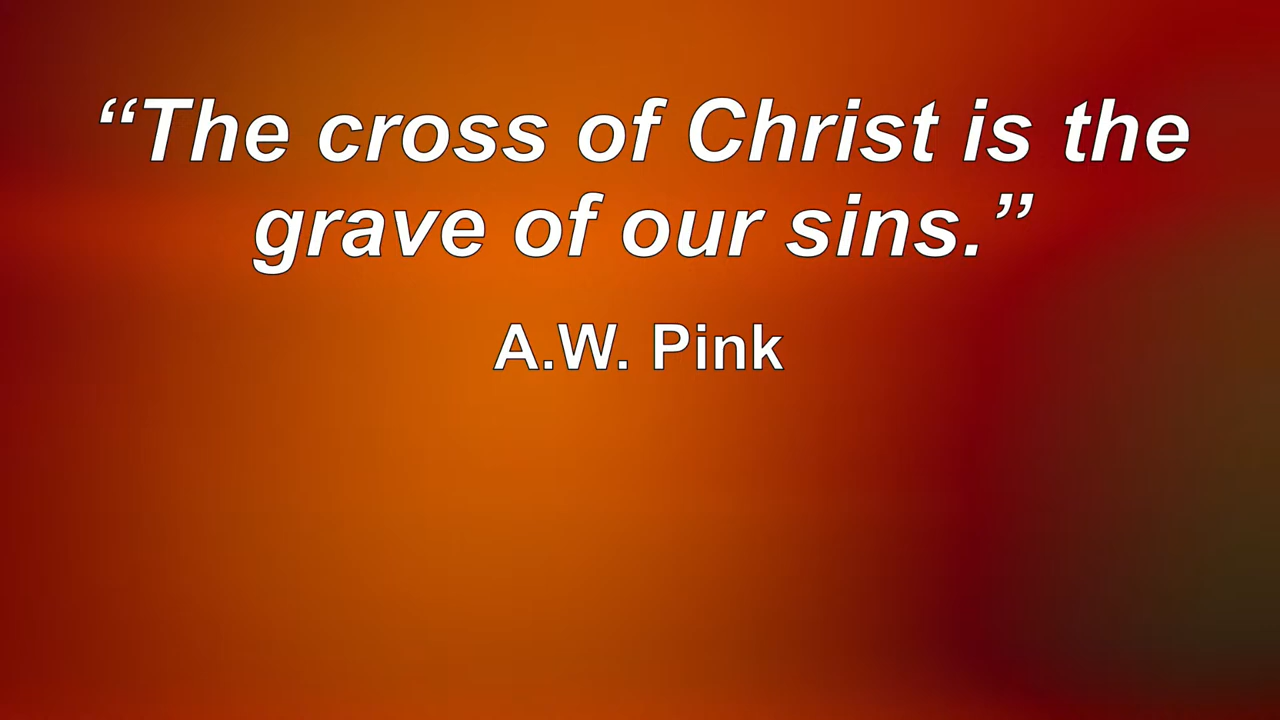 “The cross of Christ is the
grave of our sins.”
A.W. Pink